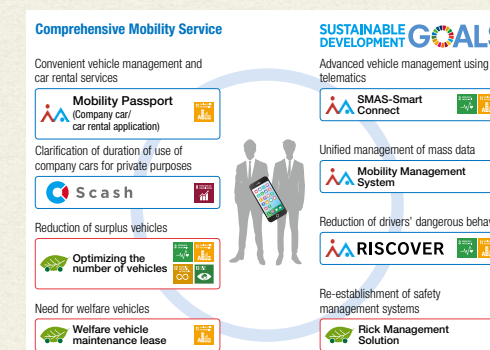 Comprehensive Mobility Service
Convenient vehicle management and
car rental services
Mobility Passport
(Company car/
car rental application)
Clarification of duration of use of
company cars for private purposes
Scash
Reduction of surplus vehicles
Optimizing the
number of vehicles
Need for welfare vehicles
Welfare vehicle
maintenance lease
SUSTAINABLE
DEVELOPMENT GOALS
Advanced vehicle management using
telematics
SMAS-Smart
Connect
Unified management of mass data
Mobility Management
System
Reduction of drivers' dangerous behav
RISCOVER
Re-establishment of safety
management systems
Rick Management
Solution